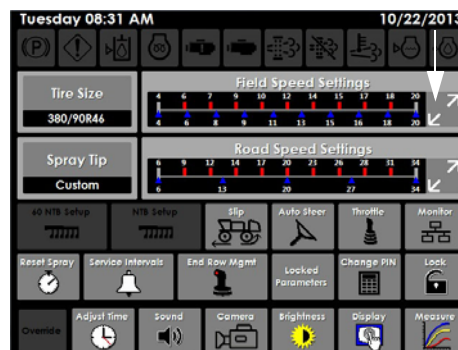 Tuesday 08:31 AM 10/22/2013
(P)
Tire Size
380/90R46
Field Speed Settings
4 6 7 9 10 12 14 15 17 18 20
4 6 8 9 11 13 15 16 18 20
Spray Tip
Custom
Road Speed Settings
6 9 12 14 17 20 23 26 28 31 34
6 13 20 27 34
60 NTB Setup NTB Setup Slip Auto Steer Throttle Monitor
Reset Spray Service Intervals End Row Mgmt Locked Parameters Change PIN Lock
Override Adjust Time Sound Camera Brightness Display Measure